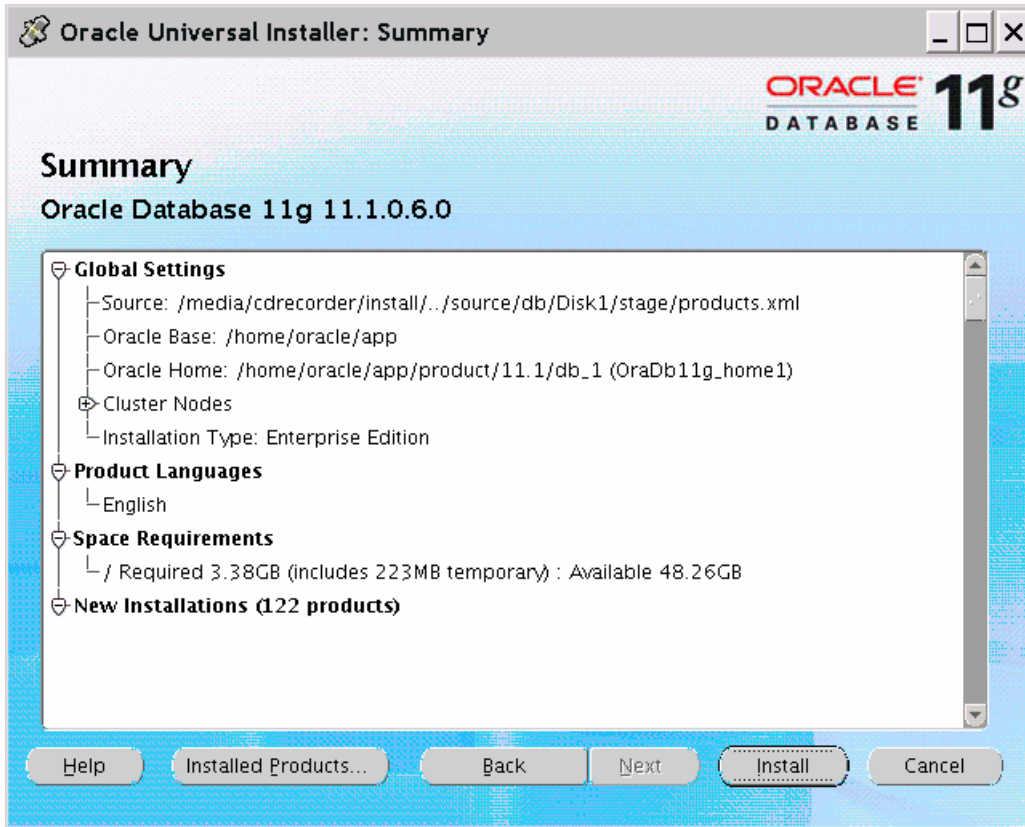 Oracle Universal Installer: Summary
ORACLE 11g
DATABASE
Summary
Oracle Database 11g 11.1.0.6.0
Global Settings
Source: /media/cdrecorder/install/../source/db/Disk1/stage/products.xml
Oracle Base: /home/oracle/app
Oracle Home: /home/oracle/app/product/11.1/db_1 (OraDb11g_home1)
Cluster Nodes
Installation Type: Enterprise Edition
Product Languages
English
Space Requirements
/ Required 3.38GB (includes 223MB temporary) : Available 48.26GB
New Installations (122 products)
Help Installed Products... Back Next Install Cancel